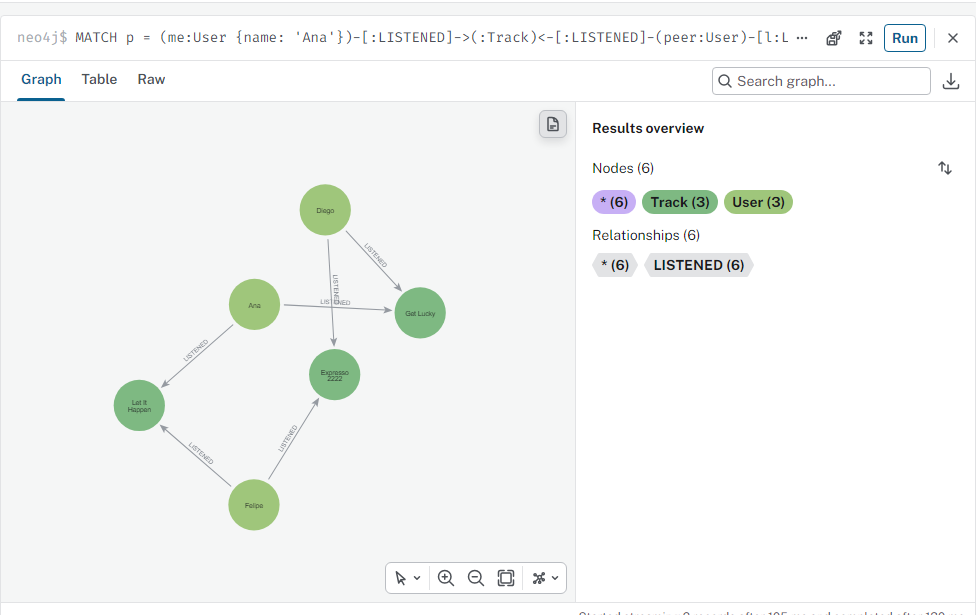 neo4j$ MATCH p = (me:User {name: 'Ana'})-[:LISTENED]->(:Track)<-[:LISTENED]-(peer:User)-[l:L ...
Run
Graph Table Raw
Search graph...
Results overview
Nodes (6)
* (6) Track (3) User (3)
Relationships (6)
* (6) LISTENED (6)
Diego
LISTENED
LISTENED
Ana
LISTENED
Get Lucky
LISTENED
Expresso
2222
Let It
Happen
LISTENED
LISTENED
Felipe